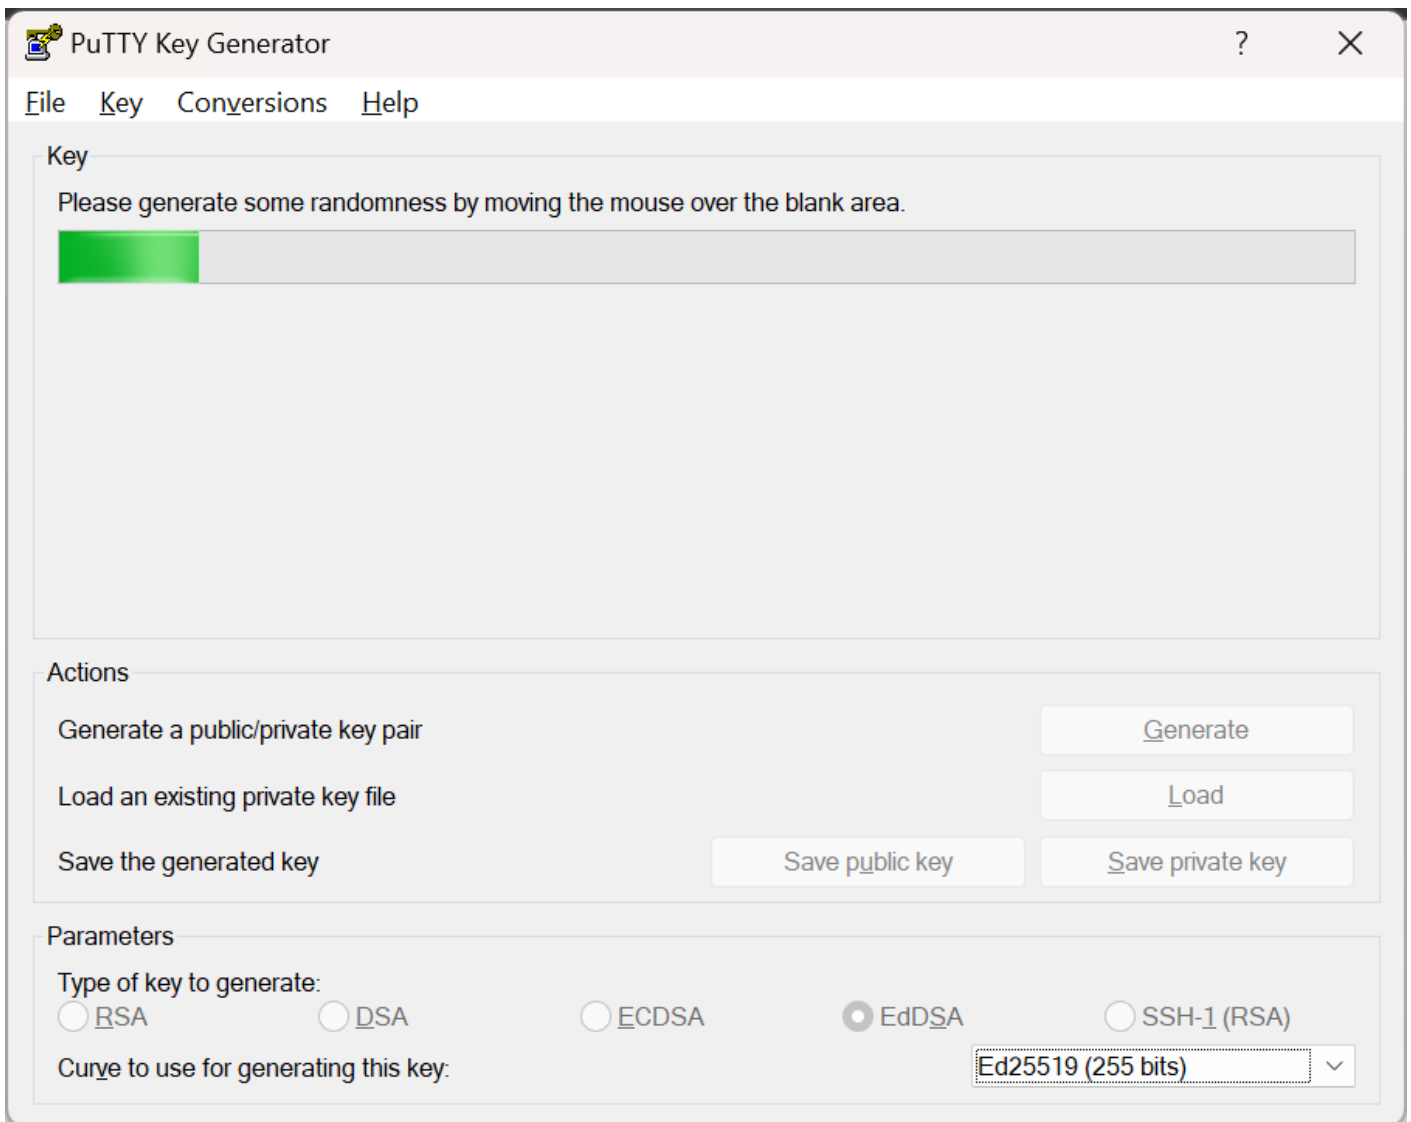 PuTTY Key Generator ?
File Key Conversions Help
Key
Please generate some randomness by moving the mouse over the blank area.
Actions
Generate a public/private key pair Generate
Load an existing private key file Load
Save the generated key Save public key Save private key
Parameters
Type of key to generate:
RSA DSA ECDSA EdDSA SSH-1 (RSA)
Curve to use for generating this key: Ed25519 (255 bits)